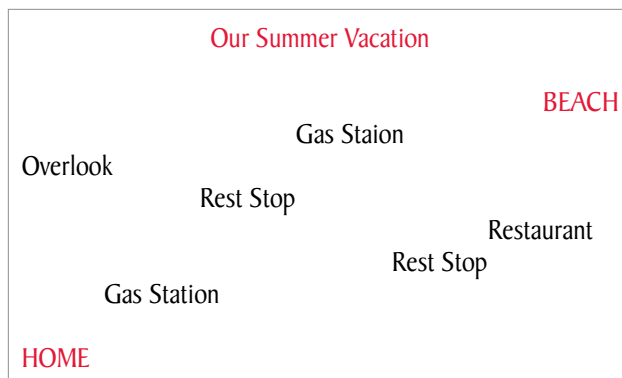 Our Summer Vacation
BEACH
Gas Staion
Overlook
Rest Stop
Restaurant
Rest Stop
Gas Station
HOME